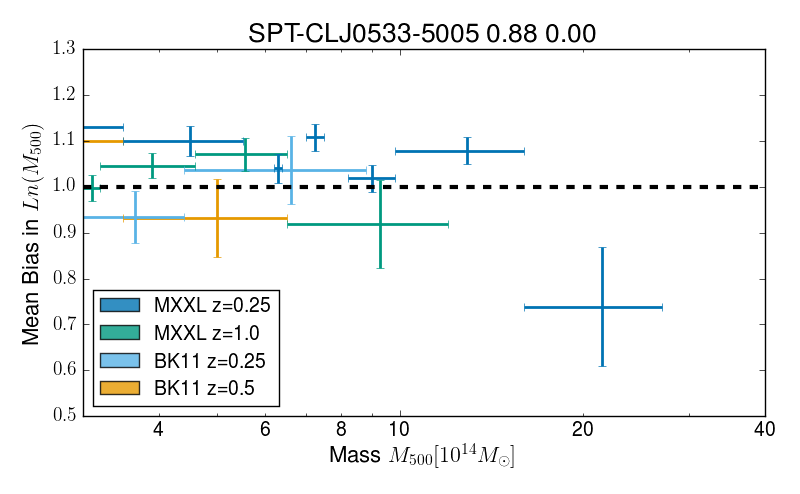 SPT-CLJ0533-5005 0.88 0.00
1.3
1.2
1.1
1.0
0.9
0.8
0.7
0.6
0.5
Mean Bias in Ln(M₅₀₀)
MXXL z=0.25
MXXL z=1.0
BK11 z=0.25
BK11 z=0.5
4 6 8 10 20 40
Mass M₅₀₀[10¹⁴M☉]